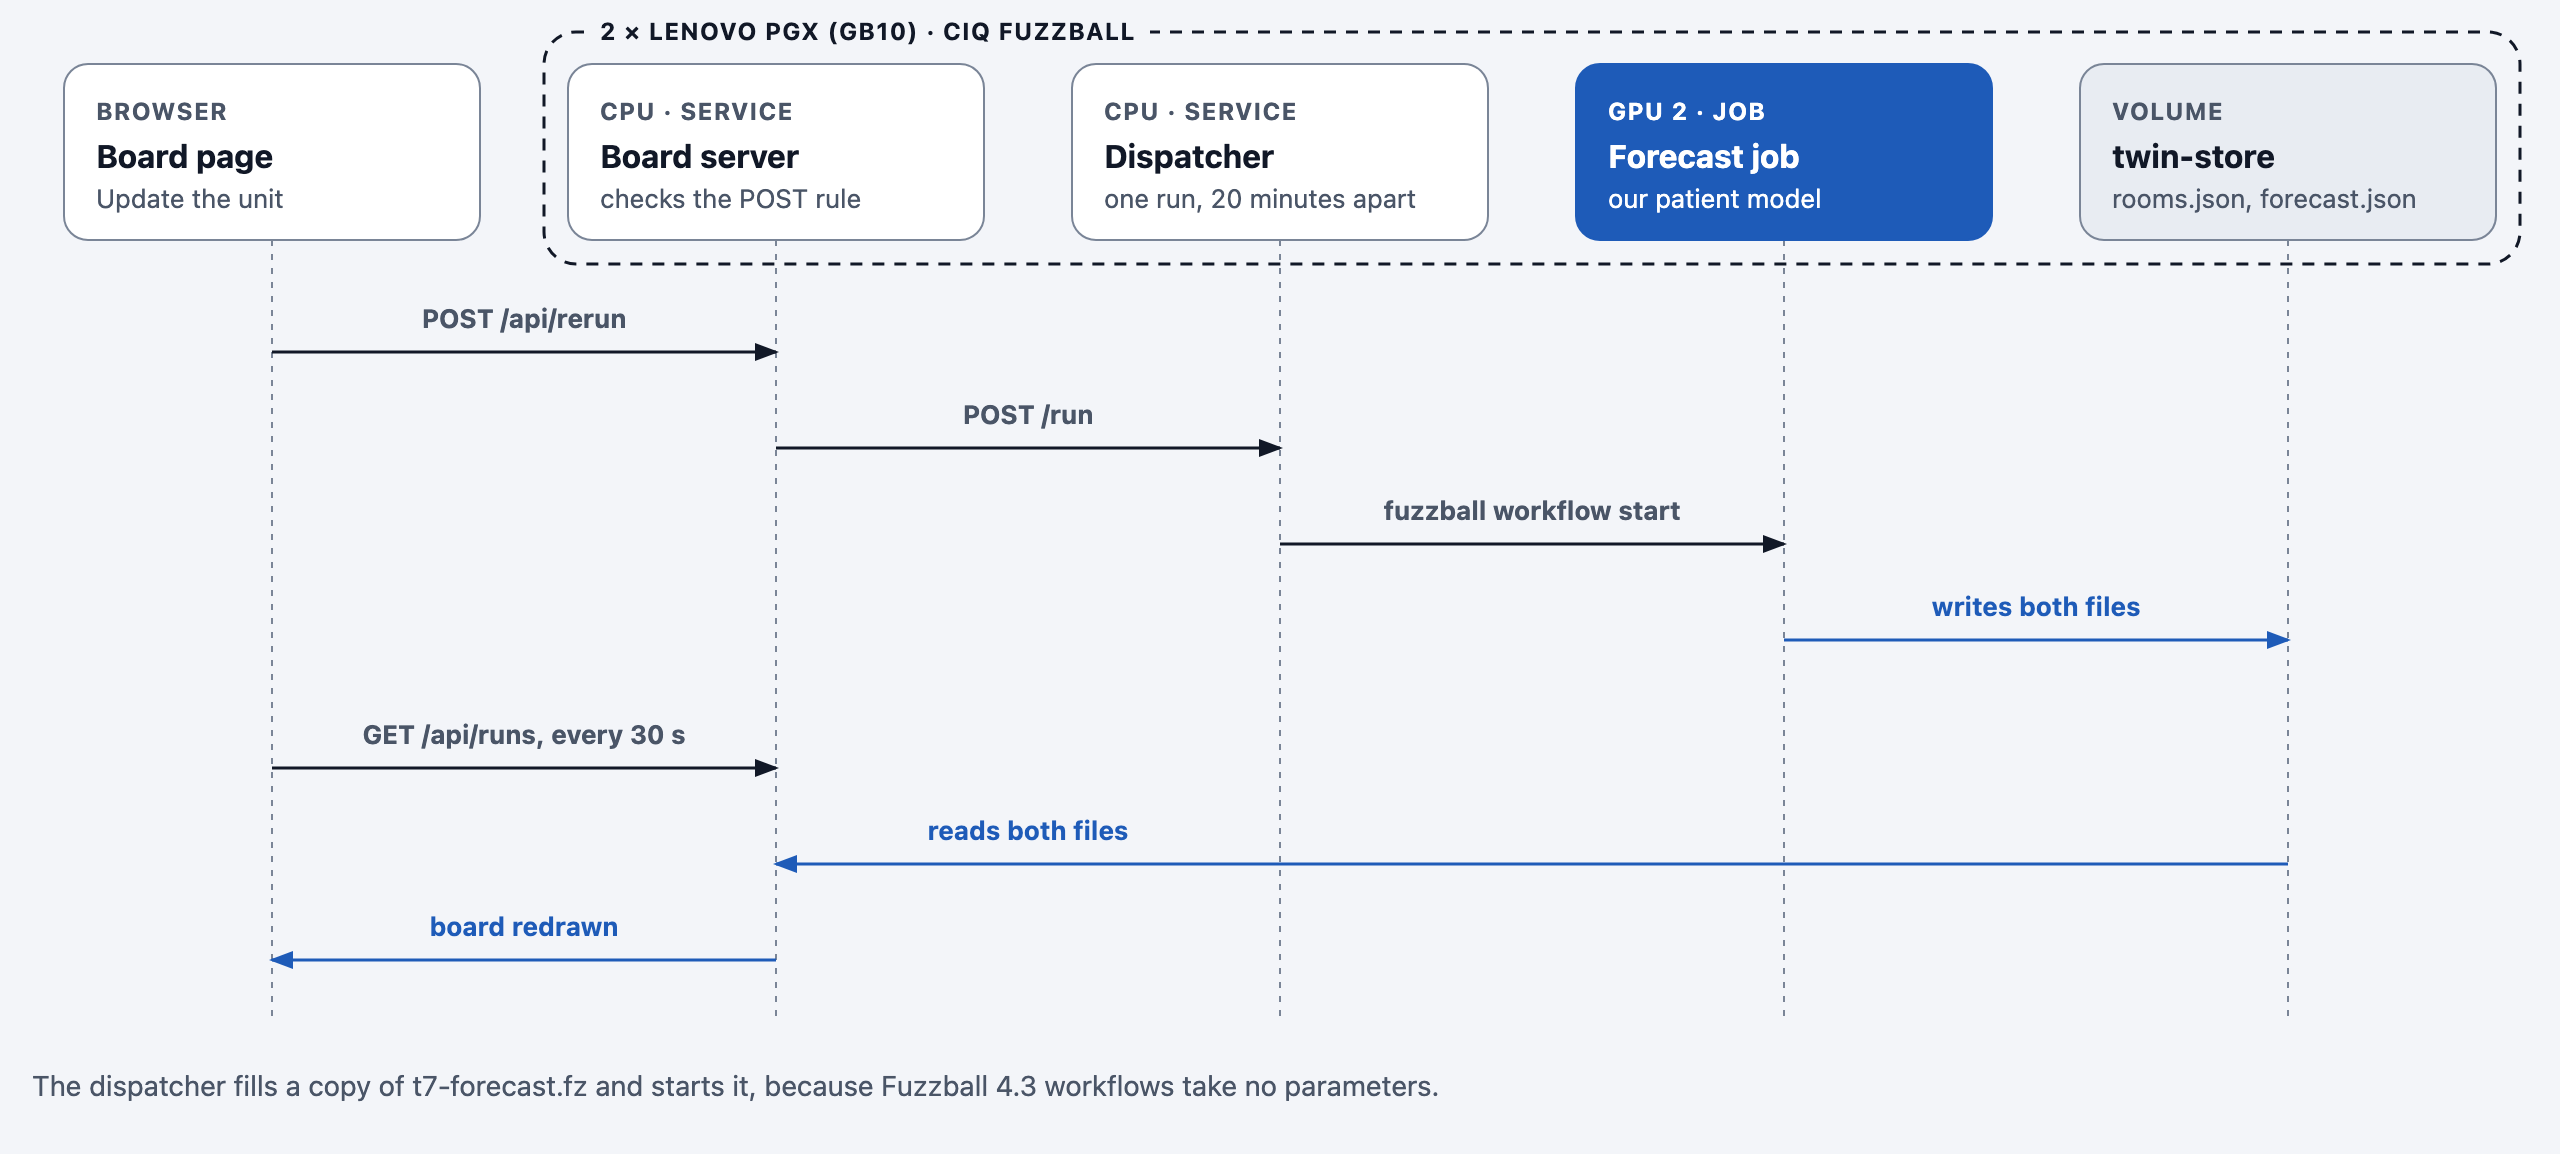 2 × LENOVO PGX (GB10) · CIQ FUZZBALL
BROWSER
Board page
Update the unit
CPU · SERVICE
Board server
checks the POST rule
CPU · SERVICE
Dispatcher
one run, 20 minutes apart
GPU 2 · JOB
Forecast job
our patient model
VOLUME
twin-store
rooms.json, forecast.json
POST /api/rerun
POST /run
fuzzball workflow start
writes both files
GET /api/runs, every 30 s
reads both files
board redrawn
The dispatcher fills a copy of t7-forecast.fz and starts it, because Fuzzball 4.3 workflows take no parameters.